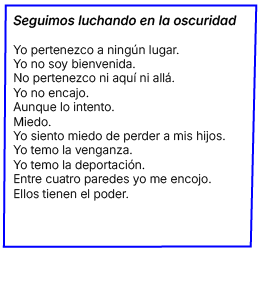 Seguimos luchando en la oscuridad
Yo pertenezco a ningún lugar.
Yo no soy bienvenida.
No pertenezco ni aquí ni allá.
Yo no encajo.
Aunque lo intento.
Miedo.
Yo siento miedo de perder a mis hijos.
Yo temo la venganza.
Yo temo la deportación.
Entre cuatro paredes yo me encojo.
Ellos tienen el poder.